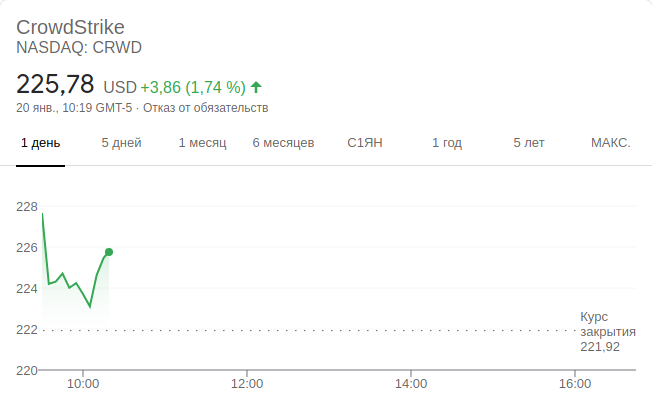 CrowdStrike
NASDAQ: CRWD
225,78 USD +3,86 (1,74 %)
20 янв., 10:19 GMT-5 · Отказ от обязательств
1 день 5 дней 1 месяц 6 месяцев С1ЯН 1 год 5 лет МАКС.
228
226
224
222
220
Курс
закрытия
221,92
10:00 12:00 14:00 16:00